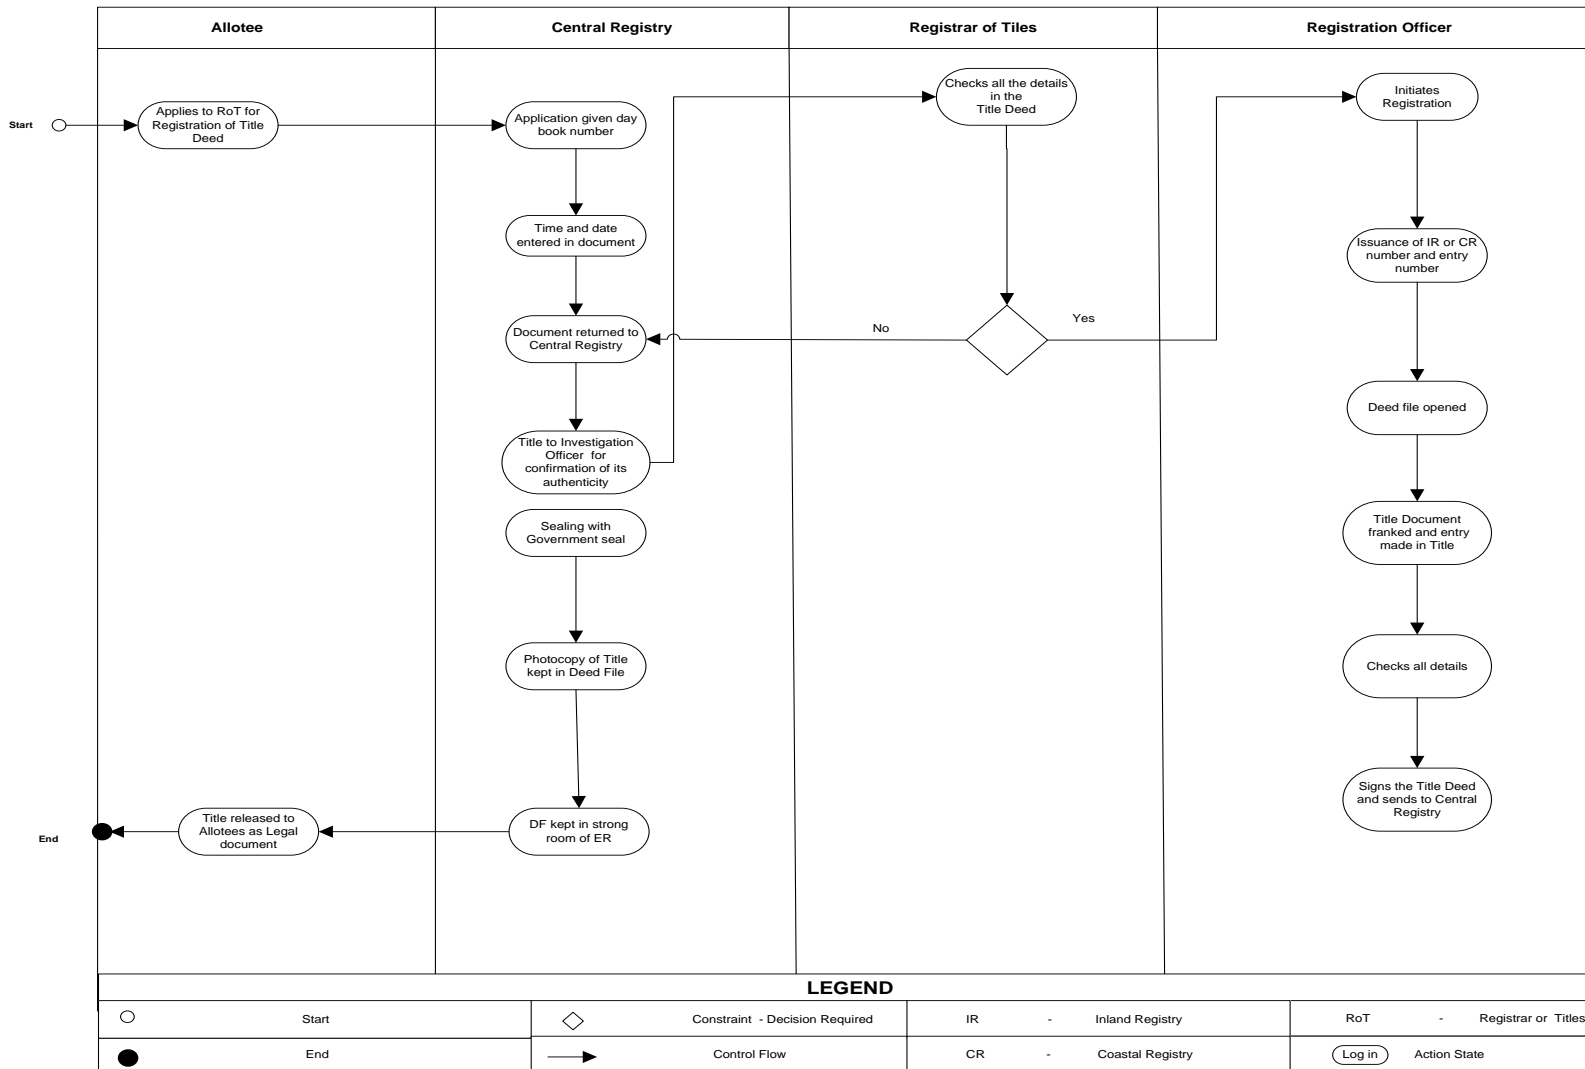 Allotee
Central Registry
Registrar of Tiles
Registration Officer
Start
Applies to RoT for
Registration of Title
Deed
Application given day
book number
Time and date
entered in document
Document returned to
Central Registry
Title to Investigation
Officer for
confirmation of its
authenticity
Checks all the details
in the
Title Deed
No
Yes
Initiates
Registration
Issuance of IR or CR
number and entry
number
Deed file opened
Title Document
franked and entry
made in Title
Checks all details
Signs the Title Deed
and sends to Central
Registry
Sealing with
Government seal
Photocopy of Title
kept in Deed File
DF kept in strong
room of ER
Title released to
Allotees as Legal
document
End
LEGEND
Start
Constraint - Decision Required
IR - Inland Registry
RoT - Registrar or Titles
End
Control Flow
CR - Coastal Registry
Log in Action State